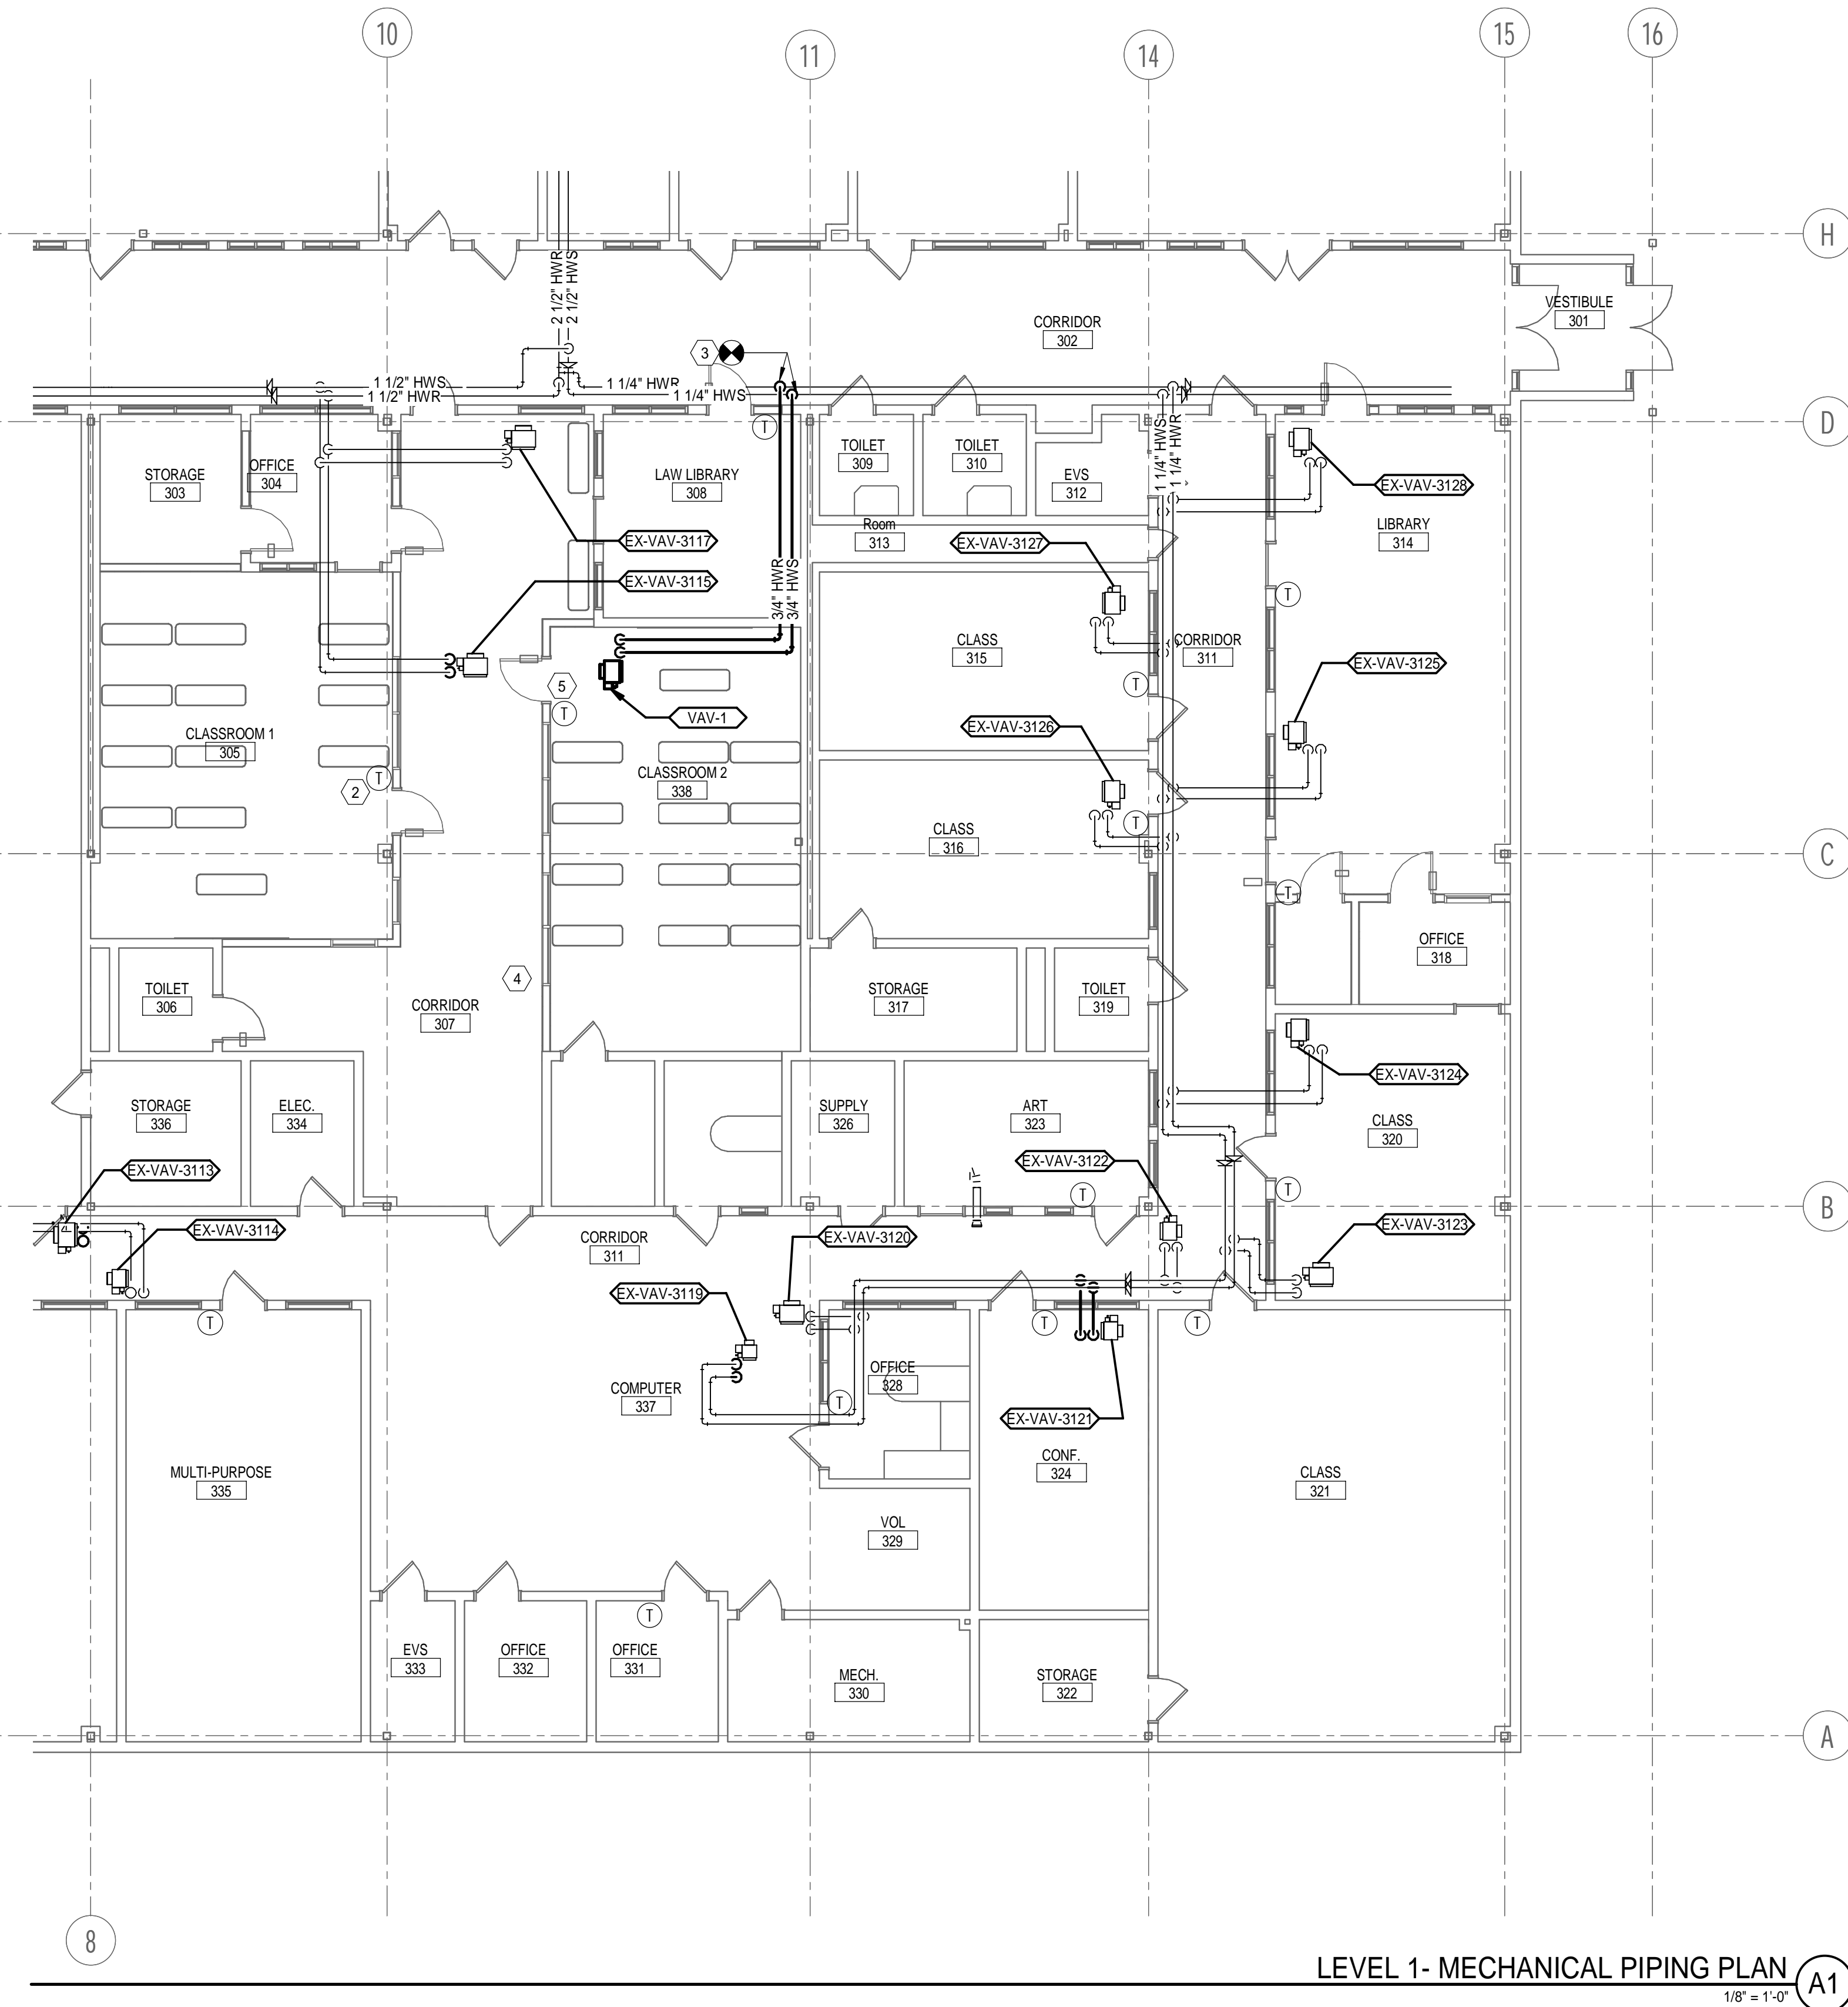 10
11
14
15
16
H
2 1/2" HWR
2 1/2" HWS
VESTIBULE
301
CORRIDOR
302
3
1 1/2" HWS
1 1/2" HWR
1 1/4" HWR
1 1/4" HWS
D
T
1 1/4" HWS
1 1/4" HWR
STORAGE
303
OFFICE
304
LAW LIBRARY
308
TOILET
309
TOILET
310
EVS
312
EX-VAV-3128
LIBRARY
314
Room
313
EX-VAV-3117
EX-VAV-3127
EX-VAV-3115
3/4" HWR
3/4" HWS
T
CLASS
315
CORRIDOR
311
EX-VAV-3125
5
T
T
VAV-1
EX-VAV-3126
CLASSROOM 1
305
CLASSROOM 2
338
T
2
CLASS
316
T
C
T
OFFICE
318
4
TOILET
306
CORRIDOR
307
STORAGE
317
TOILET
319
EX-VAV-3124
STORAGE
336
ELEC.
334
SUPPLY
326
ART
323
CLASS
320
EX-VAV-3113
EX-VAV-3122
T
T
B
EX-VAV-3114
CORRIDOR
311
EX-VAV-3120
EX-VAV-3123
EX-VAV-3119
T
T
T
OFFICE
328
COMPUTER
337
T
EX-VAV-3121
MULTI-PURPOSE
335
CONF.
324
CLASS
321
VOL
329
T
EVS
333
OFFICE
332
OFFICE
331
MECH.
330
STORAGE
322
A
8
LEVEL 1- MECHANICAL PIPING PLAN
A1
1/8" = 1'-0"